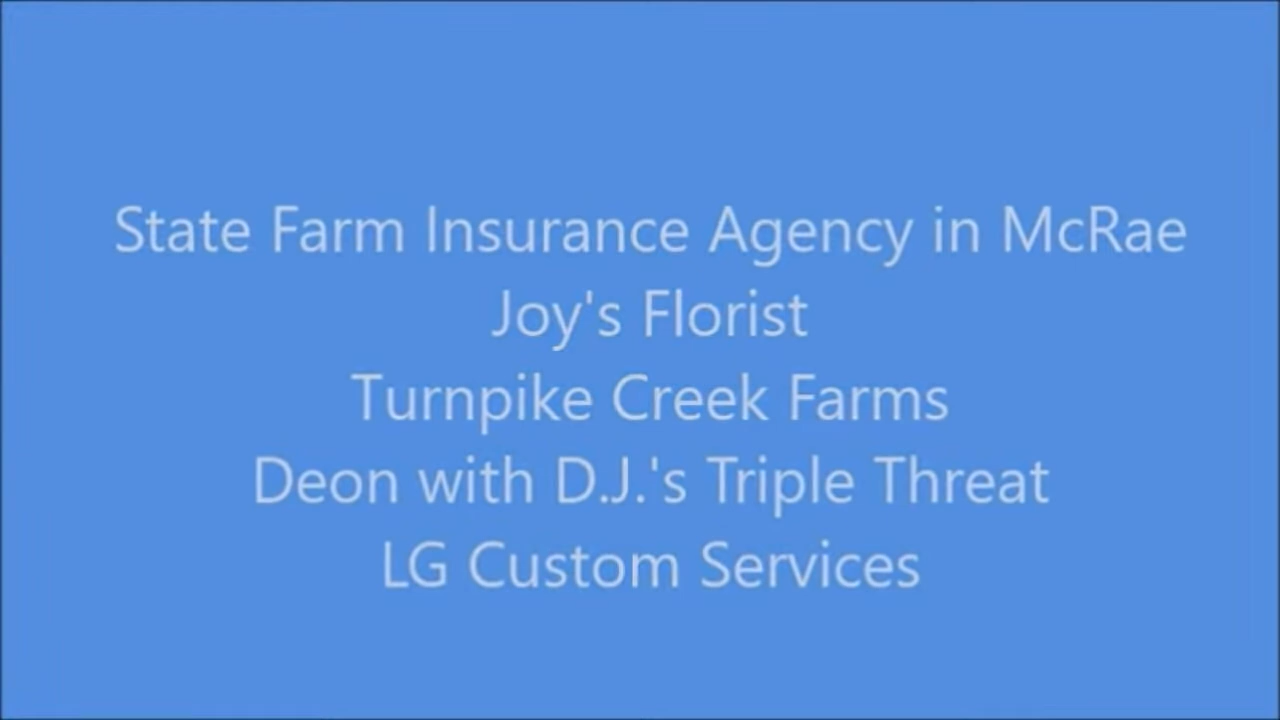 State Farm Insurance Agency in McRae
Joy's Florist
Turnpike Creek Farms
Deon with D.J.'s Triple Threat
LG Custom Services